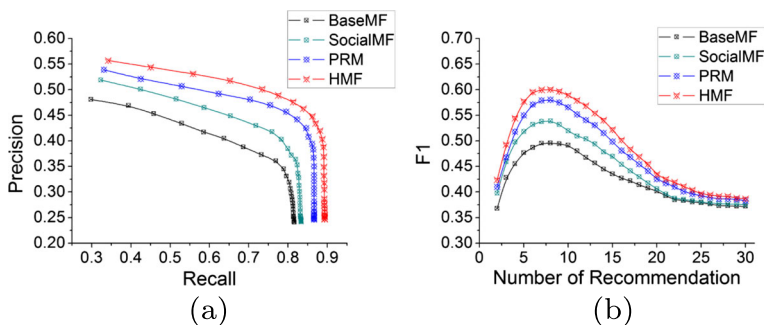 BaseMF
SocialMF
PRM
HMF
Precision
0.60
0.55
0.50
0.45
0.40
0.35
0.30
0.25
0.20
0.3 0.4 0.5 0.6 0.7 0.8 0.9
Recall
(a)
BaseMF
SocialMF
PRM
HMF
F1
0.70
0.65
0.60
0.55
0.50
0.45
0.40
0.35
0.30
0 5 10 15 20 25 30
Number of Recommendation
(b)